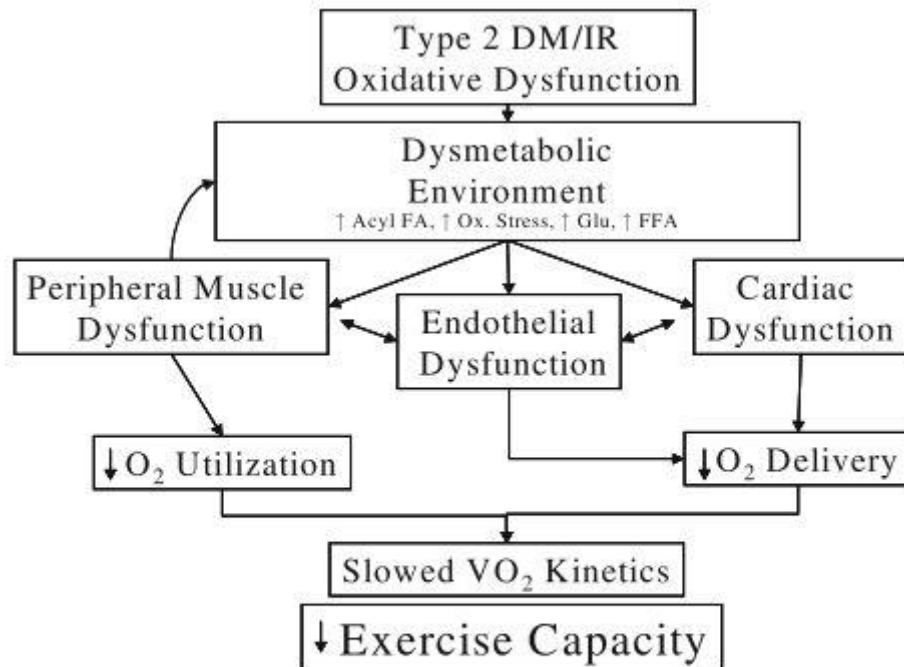 Type 2 DM/IR
Oxidative Dysfunction
Dysmetabolic
Environment
↑ Acyl FA, ↑ Ox. Stress, ↑ Glu, ↑ FFA
Peripheral Muscle
Dysfunction
Endothelial
Dysfunction
Cardiac
Dysfunction
↓ O₂ Utilization
↓ O₂ Delivery
Slowed VO₂ Kinetics
↓ Exercise Capacity